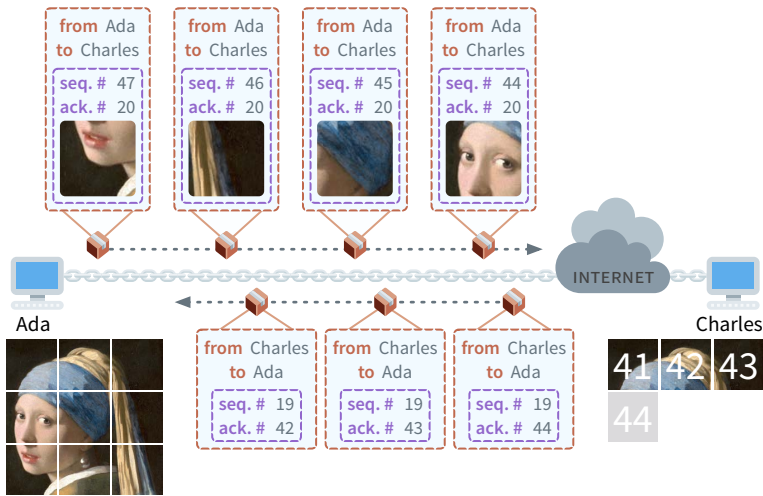 from Ada
to Charles
seq. # 47
ack. # 20
from Ada
to Charles
seq. # 46
ack. # 20
from Ada
to Charles
seq. # 45
ack. # 20
from Ada
to Charles
seq. # 44
ack. # 20
INTERNET
Ada
Charles
from Charles
to Ada
seq. # 19
ack. # 42
from Charles
to Ada
seq. # 19
ack. # 43
from Charles
to Ada
seq. # 19
ack. # 44
41 42 43
44